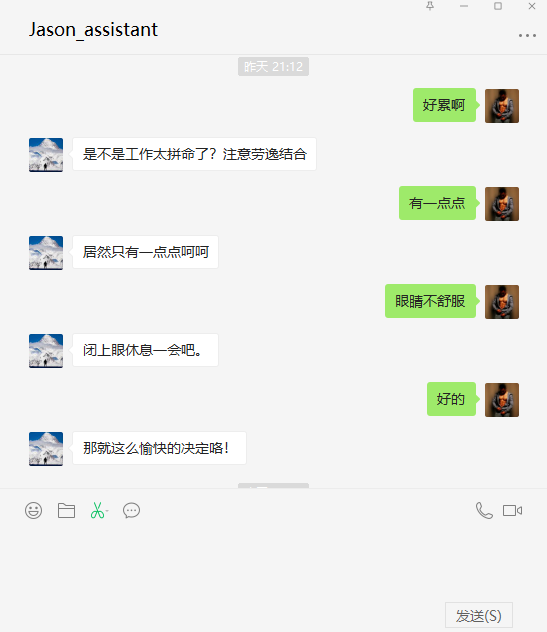 Jason_assistant
昨天 21:12
好累啊
是不是工作太拼命了？注意劳逸结合
有一点点
居然只有一点点呵呵
眼睛不舒服
闭上眼休息一会吧。
好的
那就这么愉快的决定咯！
发送(S)